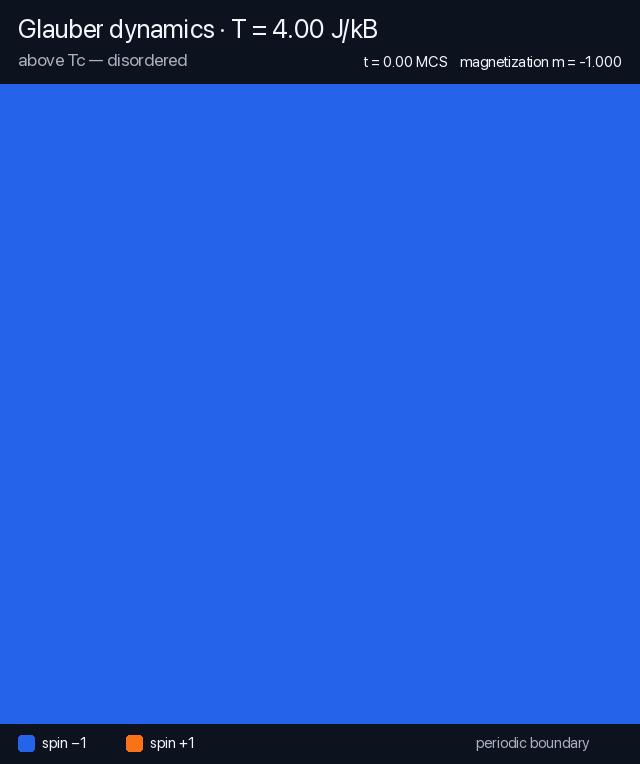 Glauber dynamics · T = 4.00 J/kB
above Tc — disordered
t = 0.00 MCS magnetization m = -1.000
spin −1 spin +1 periodic boundary